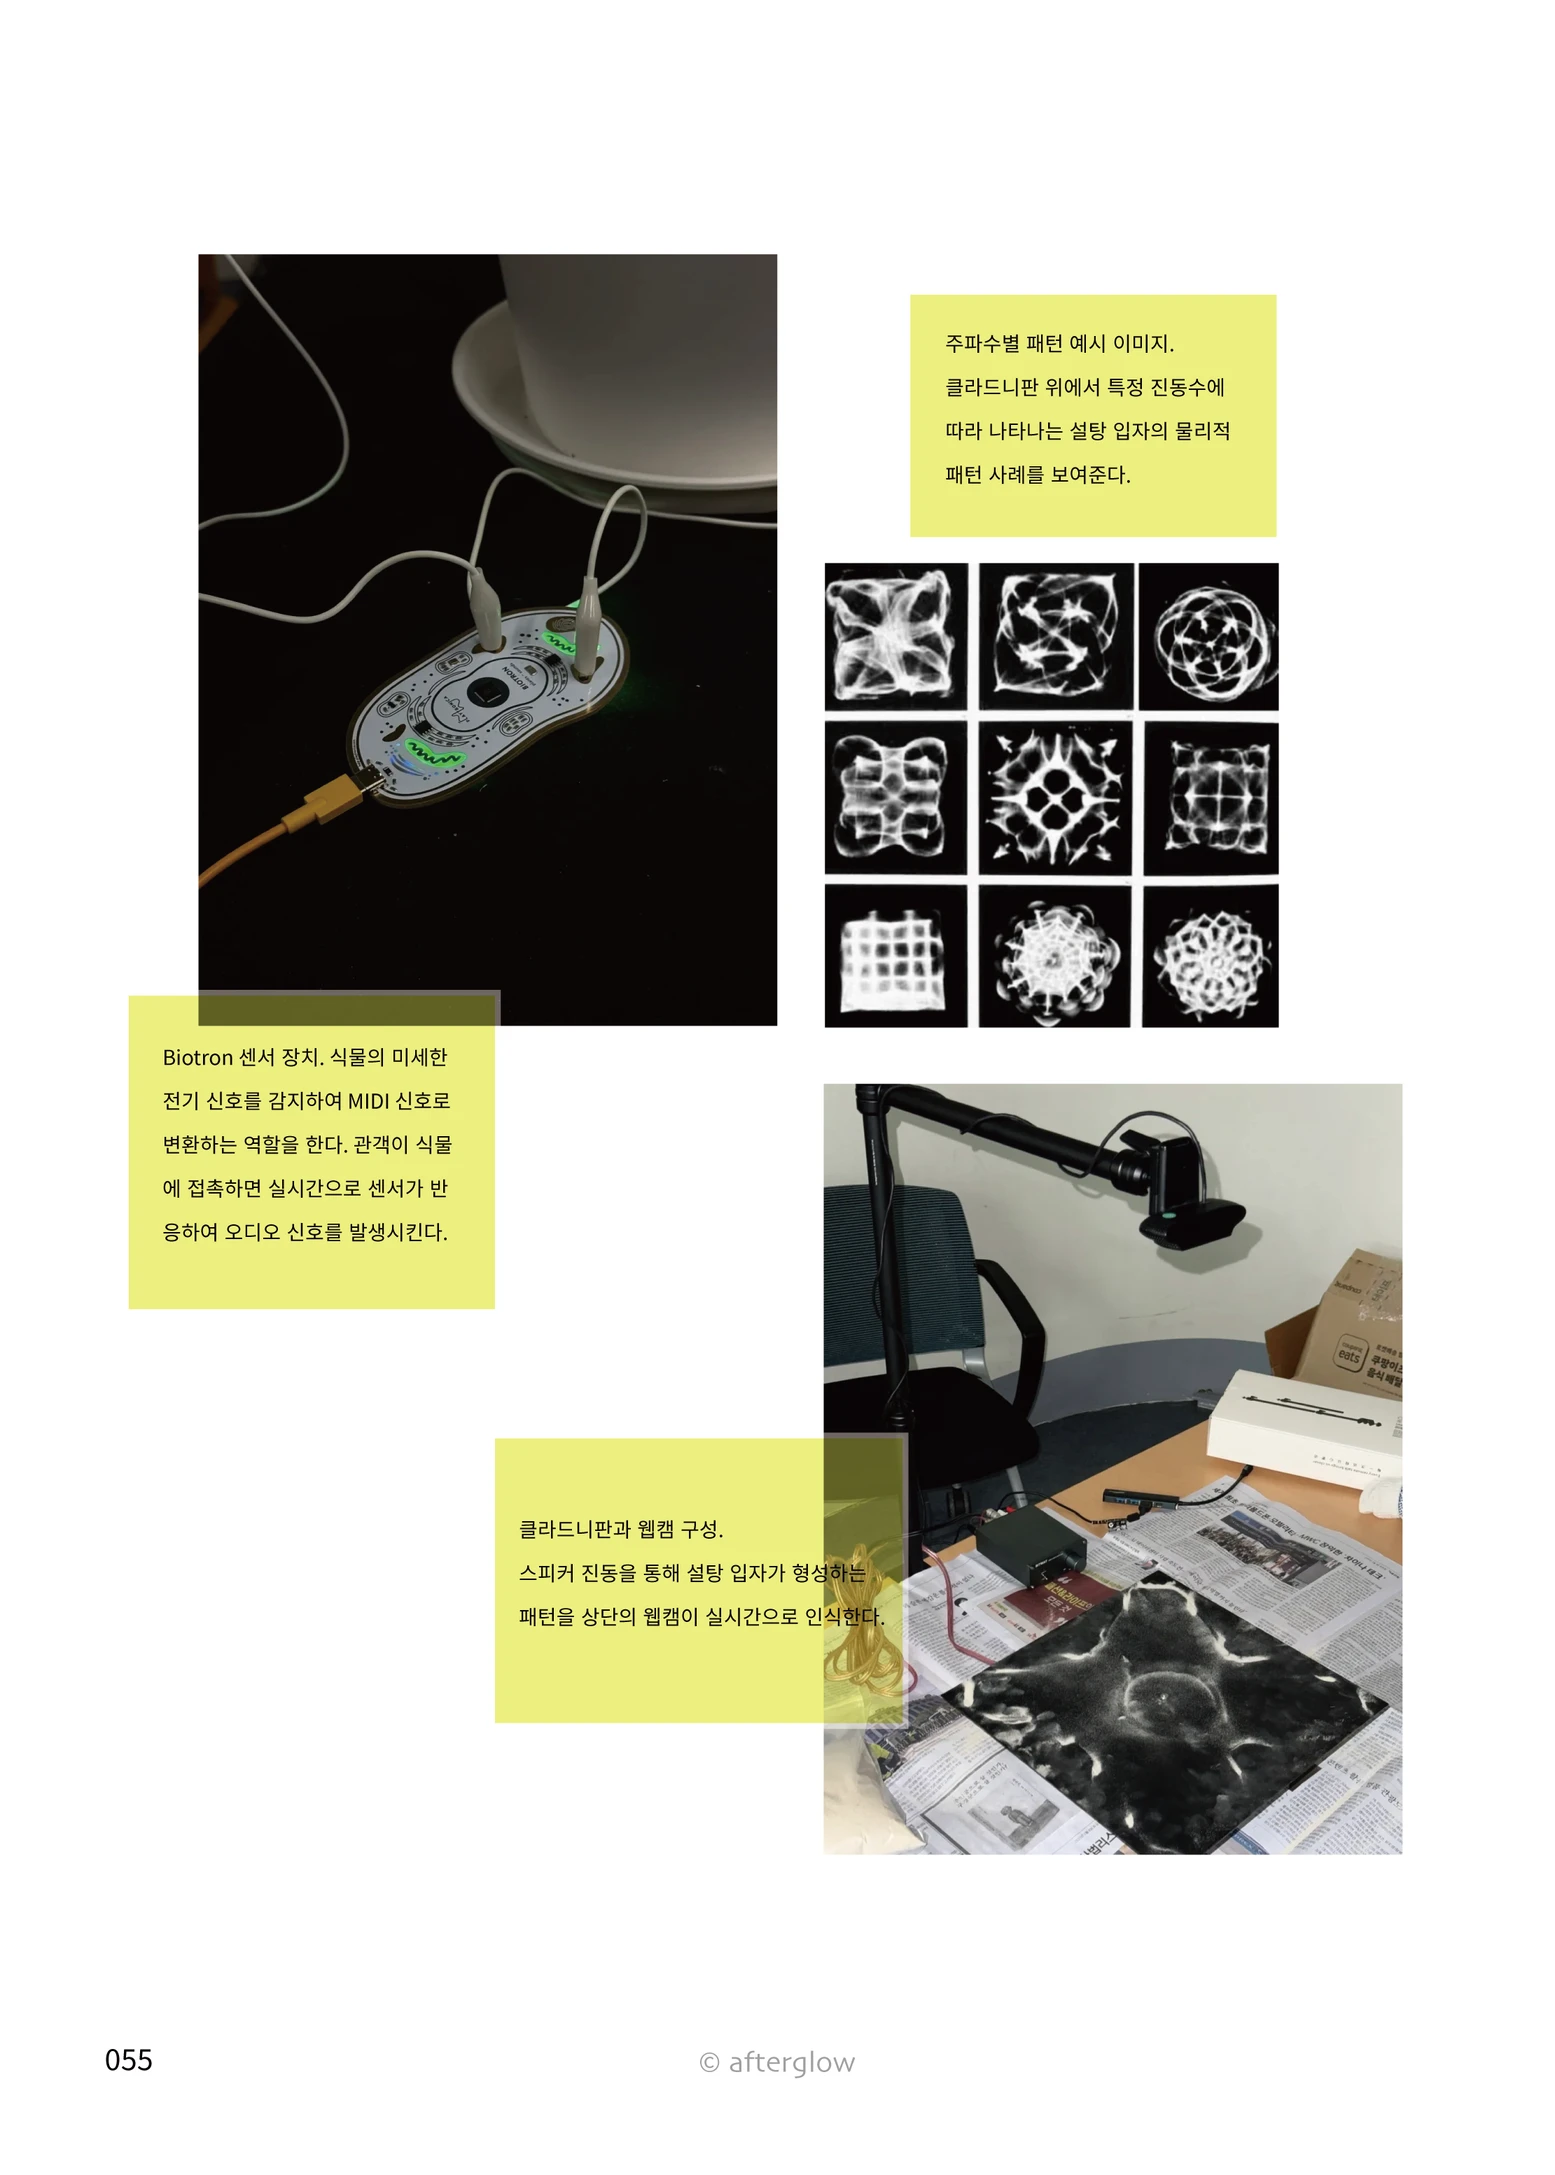 주파수별 패턴 예시 이미지.
클라드니판 위에서 특정 진동수에
따라 나타나는 설탕 입자의 물리적
패턴 사례를 보여준다.
BIOTRON
Biotron 센서 장치. 식물의 미세한
전기 신호를 감지하여 MIDI 신호로
변환하는 역할을 한다. 관객이 식물
에 접촉하면 실시간으로 센서가 반
응하여 오디오 신호를 발생시킨다.
coupang
eats
클라드니판과 웹캠 구성.
스피커 진동을 통해 설탕 입자가 형성하는
패턴을 상단의 웹캠이 실시간으로 인식한다.
055
© afterglow